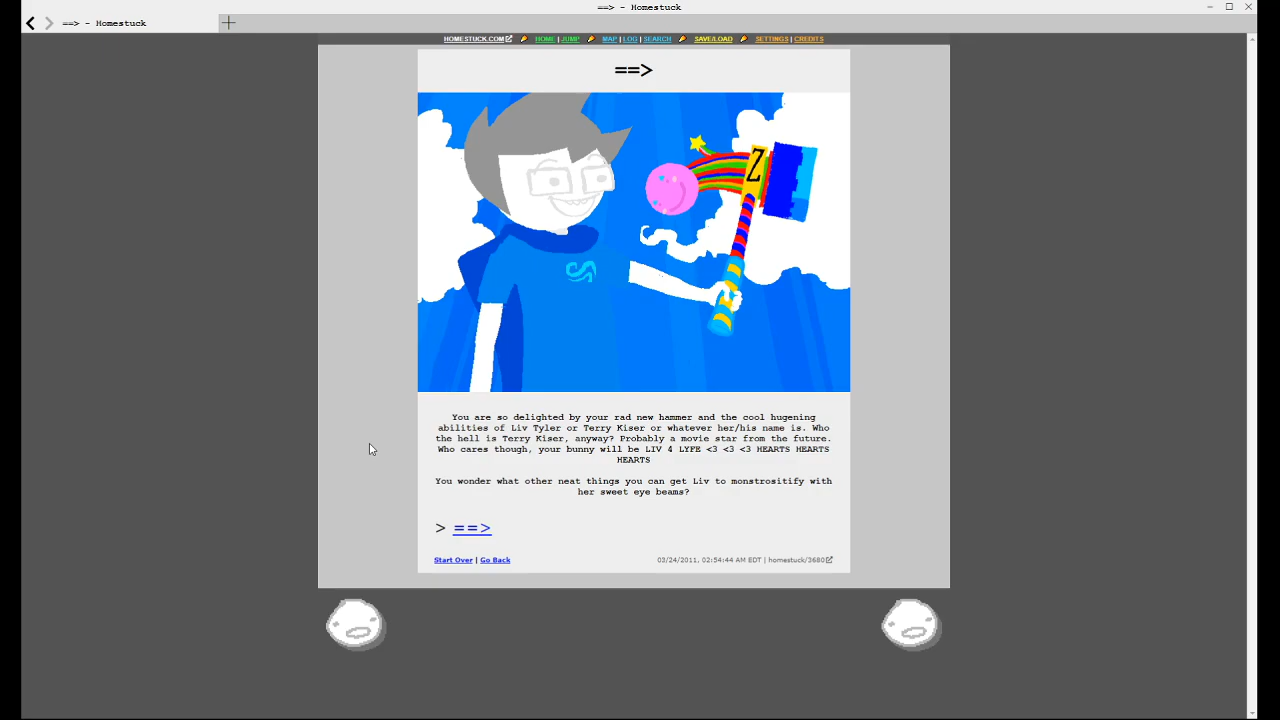 ==> - Homestuck
==> - Homestuck
HOMESTUCK.COM HOME | JUMP MAP | LOG | SEARCH SAVE/LOAD SETTINGS | CREDITS
==>
Z
You are so delighted by your rad new hammer and the cool hugening
abilities of Liv Tyler or Terry Kiser or whatever her/his name is. Who
the hell is Terry Kiser, anyway? Probably a movie star from the future.
Who cares though, your bunny will be LIV 4 LYFE <3 <3 <3 HEARTS HEARTS
HEARTS
You wonder what other neat things you can get Liv to monstrositify with
her sweet eye beams?
> ==>
Start Over | Go Back 03/24/2011, 02:54:44 AM EDT | homestuck/3680